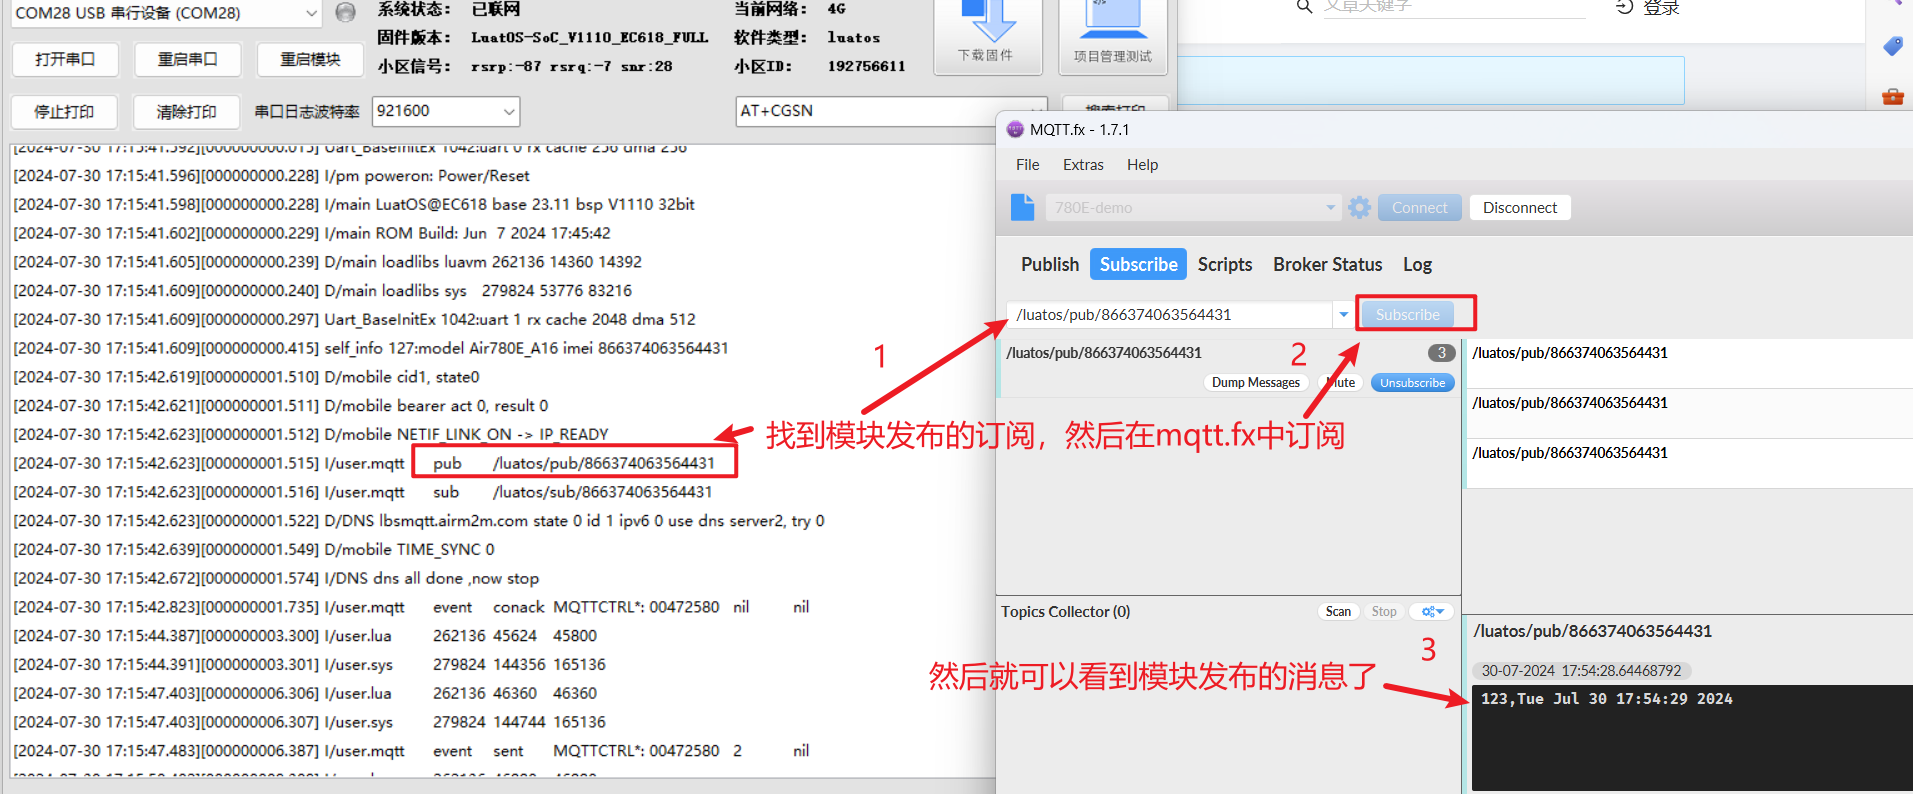 COM28 USB 串行设备 (COM28)
系统状态： 已联网
当前网络： 4G
固件版本： LuatOS-SoC_V1110_EC618_FULL
软件类型： luatos
小区信号： rsrp:-87 rsrq:-7 snr:28
小区ID： 192756611
打开串口
重启串口
重启模块
下载固件
项目管理测试
停止打印
清除打印
串口日志波特率
921600
AT+CGSN
搜索打印
文章关键字
登录
[2024-07-30 17:15:41.592][000000000.015] Uart_BaseInitEx 1042:uart 0 rx cache 256 dma 256
[2024-07-30 17:15:41.596][000000000.228] I/pm poweron: Power/Reset
[2024-07-30 17:15:41.598][000000000.228] I/main LuatOS@EC618 base 23.11 bsp V1110 32bit
[2024-07-30 17:15:41.602][000000000.229] I/main ROM Build: Jun 7 2024 17:45:42
[2024-07-30 17:15:41.605][000000000.239] D/main loadlibs luavm 262136 14360 14392
[2024-07-30 17:15:41.609][000000000.240] D/main loadlibs sys 279824 53776 83216
[2024-07-30 17:15:41.609][000000000.297] Uart_BaseInitEx 1042:uart 1 rx cache 2048 dma 512
[2024-07-30 17:15:41.609][000000000.415] self_info 127:model Air780E_A16 imei 866374063564431
[2024-07-30 17:15:42.619][000000001.510] D/mobile cid1, state0
[2024-07-30 17:15:42.621][000000001.511] D/mobile bearer act 0, result 0
[2024-07-30 17:15:42.623][000000001.512] D/mobile NETIF_LINK_ON -> IP_READY
[2024-07-30 17:15:42.623][000000001.515] I/user.mqtt pub /luatos/pub/866374063564431
[2024-07-30 17:15:42.623][000000001.516] I/user.mqtt sub /luatos/sub/866374063564431
[2024-07-30 17:15:42.623][000000001.522] D/DNS lbsmqtt.airm2m.com state 0 id 1 ipv6 0 use dns server2, try 0
[2024-07-30 17:15:42.639][000000001.549] D/mobile TIME_SYNC 0
[2024-07-30 17:15:42.672][000000001.574] I/DNS dns all done ,now stop
[2024-07-30 17:15:42.823][000000001.735] I/user.mqtt event conack MQTTCTRL*: 00472580 nil nil
[2024-07-30 17:15:44.387][000000003.300] I/user.lua 262136 45624 45800
[2024-07-30 17:15:44.391][000000003.301] I/user.sys 279824 144356 165136
[2024-07-30 17:15:47.403][000000006.306] I/user.lua 262136 46360 46360
[2024-07-30 17:15:47.403][000000006.307] I/user.sys 279824 144744 165136
[2024-07-30 17:15:47.483][000000006.387] I/user.mqtt event sent MQTTCTRL*: 00472580 2 nil
MQTT.fx - 1.7.1
File Extras Help
780E-demo
Connect
Disconnect
Publish Subscribe Scripts Broker Status Log
/luatos/pub/866374063564431
Subscribe
1
2
/luatos/pub/866374063564431
3
Dump Messages
Mute
Unsubscribe
/luatos/pub/866374063564431
/luatos/pub/866374063564431
/luatos/pub/866374063564431
找到模块发布的订阅，然后在mqtt.fx中订阅
Topics Collector (0)
Scan
Stop
/luatos/pub/866374063564431
3
然后就可以看到模块发布的消息了
30-07-2024 17:54:28.64468792
123,Tue Jul 30 17:54:29 2024